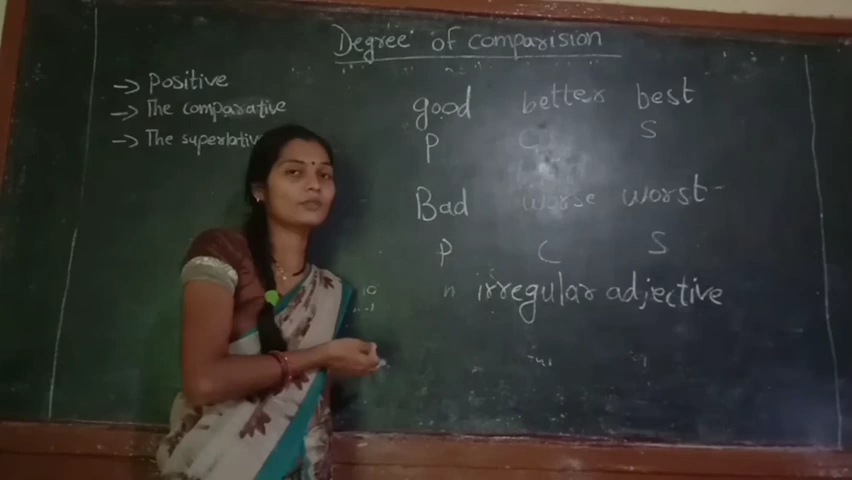 Degree of comparision
→ Positive
→ The comparative
→ The superlativ
good better best
P C S
Bad worse worst
P C S
irregular adjective